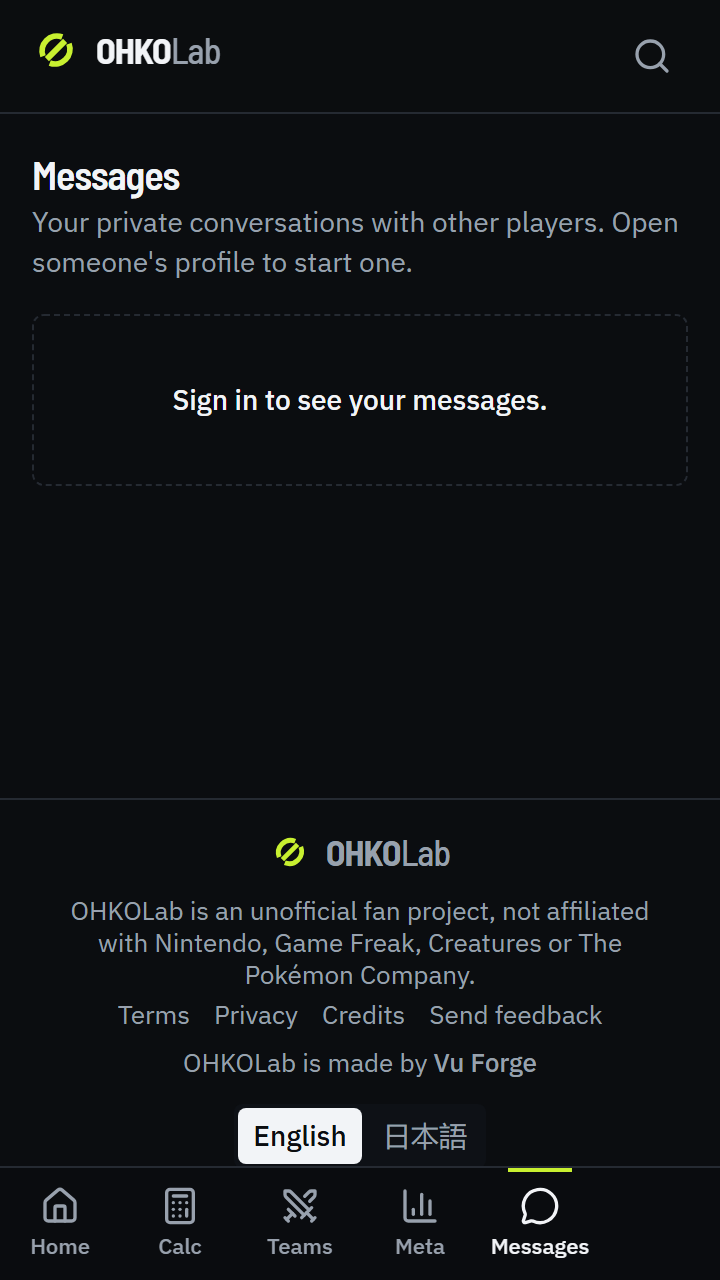 OHKOLab
Messages
Your private conversations with other players. Open
someone's profile to start one.
Sign in to see your messages.
OHKOLab
OHKOLab is an unofficial fan project, not affiliated
with Nintendo, Game Freak, Creatures or The
Pokémon Company.
Terms Privacy Credits Send feedback
OHKOLab is made by Vu Forge
English 日本語
Home Calc Teams Meta Messages